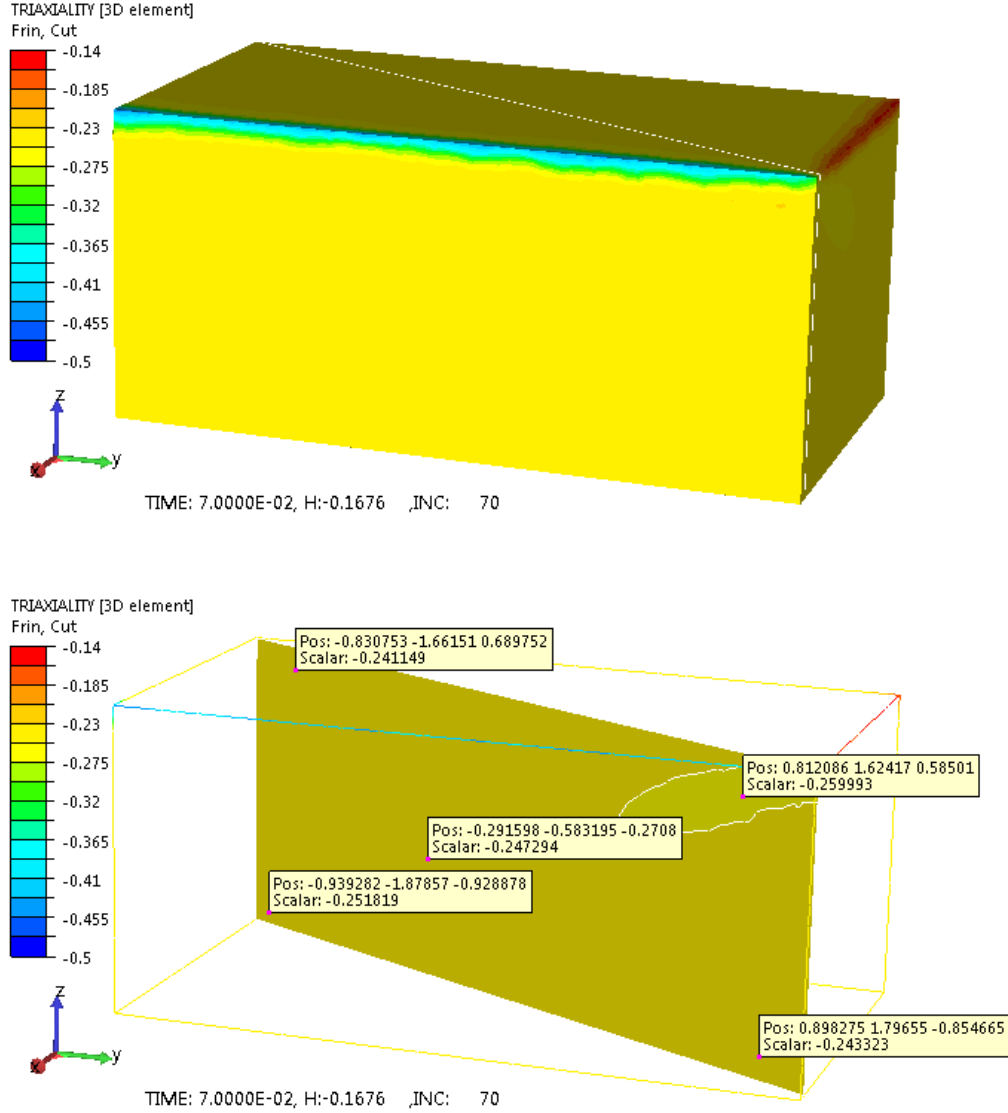 TRIAXIALITY [3D element]
Frin, Cut
-0.14
-0.185
-0.23
-0.275
-0.32
-0.365
-0.41
-0.455
-0.5
z
y
x
TIME: 7.0000E-02, H:-0.1676 ,INC: 70
TRIAXIALITY [3D element]
Frin, Cut
-0.14
-0.185
-0.23
-0.275
-0.32
-0.365
-0.41
-0.455
-0.5
Pos: -0.830753 -1.66151 0.689752
Scalar: -0.241149
Pos: 0.812086 1.62417 0.58501
Scalar: -0.259993
Pos: -0.291598 -0.583195 -0.2708
Scalar: -0.247294
Pos: -0.939282 -1.87857 -0.928878
Scalar: -0.251819
Pos: 0.898275 1.79655 -0.854665
Scalar: -0.243323
z
y
x
TIME: 7.0000E-02, H:-0.1676 ,INC: 70